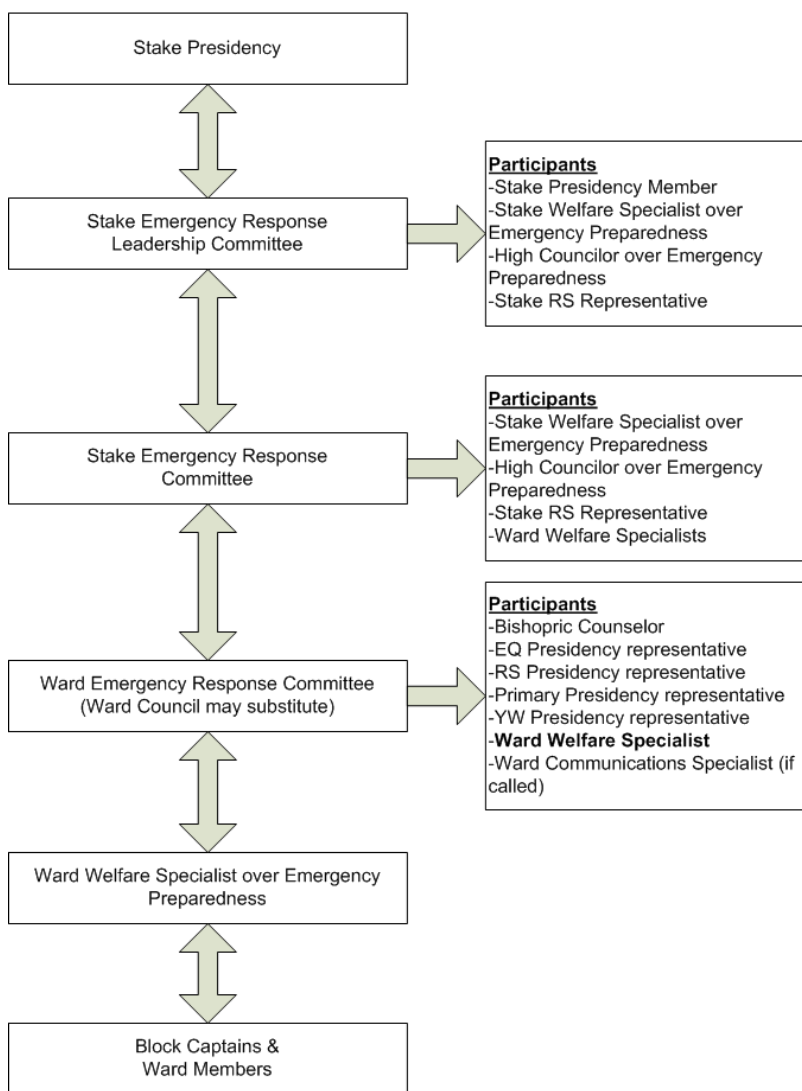 Stake Presidency
Stake Emergency Response
Leadership Committee
Participants
-Stake Presidency Member
-Stake Welfare Specialist over
Emergency Preparedness
-High Councilor over Emergency
Preparedness
-Stake RS Representative
Stake Emergency Response
Committee
Participants
-Stake Welfare Specialist over
Emergency Preparedness
-High Councilor over Emergency
Preparedness
-Stake RS Representative
-Ward Welfare Specialists
Ward Emergency Response Committee
(Ward Council may substitute)
Participants
-Bishopric Counselor
-EQ Presidency representative
-RS Presidency representative
-Primary Presidency representative
-YW Presidency representative
-Ward Welfare Specialist
-Ward Communications Specialist (if
called)
Ward Welfare Specialist over Emergency
Preparedness
Block Captains &
Ward Members